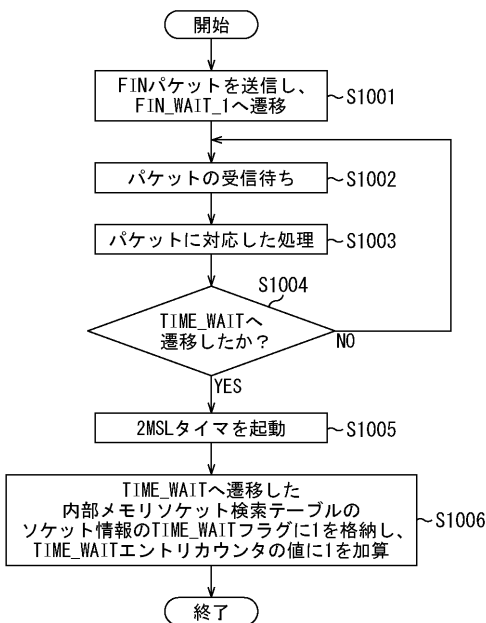 開始
FINパケットを送信し、
FIN_WAIT_1へ遷移
S1001
パケットの受信待ち
S1002
パケットに対応した処理
S1003
S1004
TIME_WAITへ
遷移したか?
NO
YES
2MSLタイマを起動
S1005
TIME_WAITへ遷移した
内部メモリソケット検索テーブルの
ソケット情報のTIME_WAITフラグに1を格納し、
TIME_WAITエントリカウンタの値に1を加算
S1006
終了